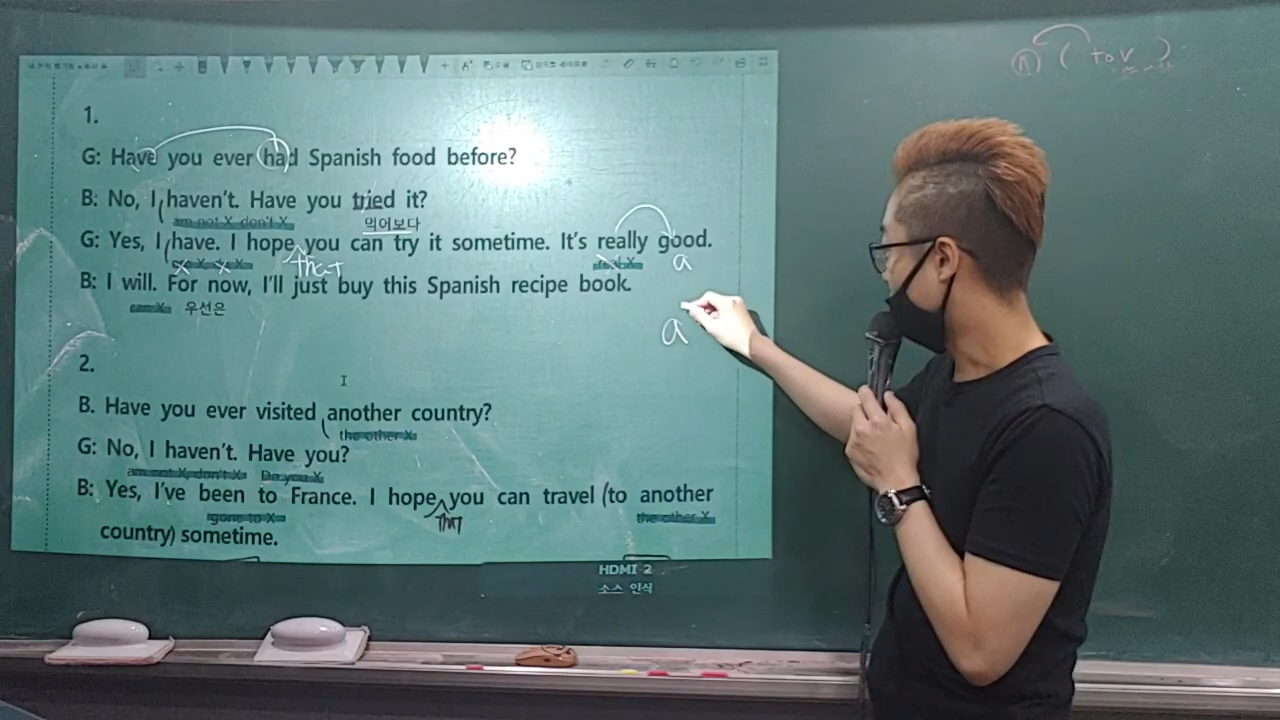 n ( to v )
1.
G: Have you ever had Spanish food before?
B: No, I haven't. Have you tried it?
am not X don't X 먹어보다
G: Yes, I have. I hope you can try it sometime. It's really good.
that a
B: I will. For now, I'll just buy this Spanish recipe book.
can X 우선은
a
2.
B. Have you ever visited another country?
the other X
G: No, I haven't. Have you?
am not X, don't X Do you X
B: Yes, I've been to France. I hope you can travel (to another
gone to X that the other X
country) sometime.
HDMI 2
소스 인식